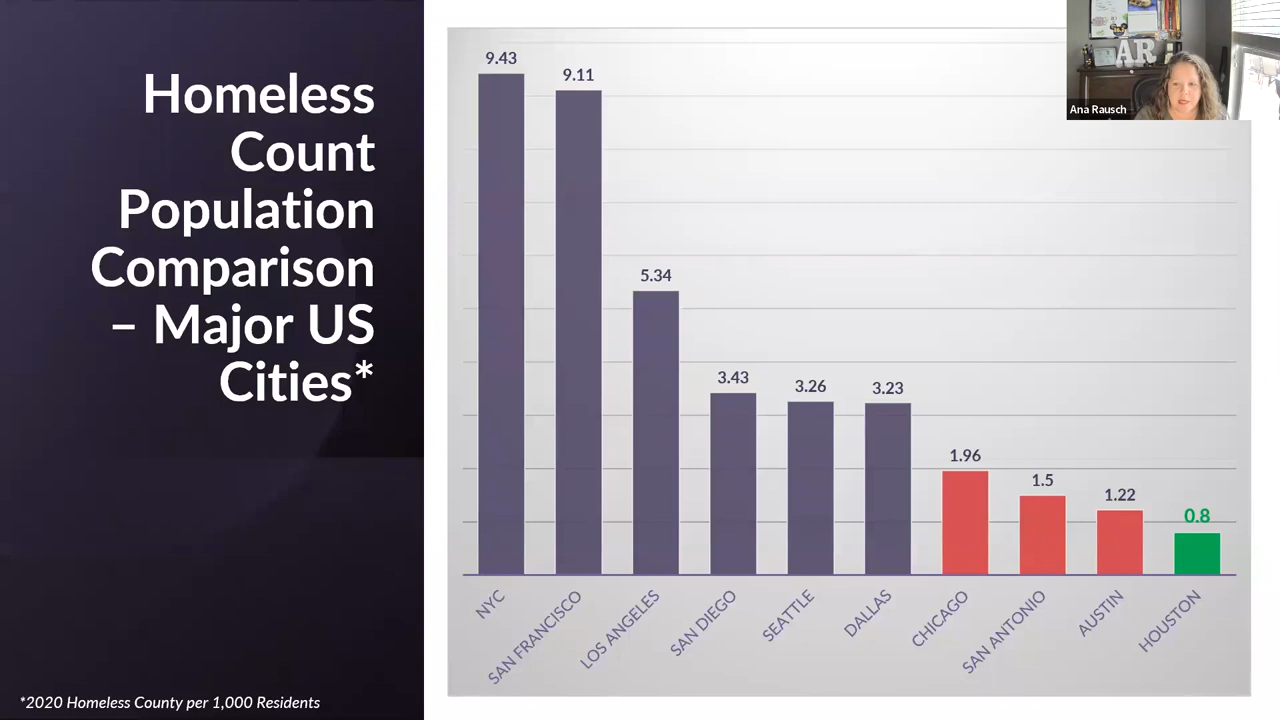 Homeless
Count
Population
Comparison
– Major US
Cities*
*2020 Homeless County per 1,000 Residents
9.43
9.11
5.34
3.43
3.26
3.23
1.96
1.5
1.22
0.8
NYC
SAN FRANCISCO
LOS ANGELES
SAN DIEGO
SEATTLE
DALLAS
CHICAGO
SAN ANTONIO
AUSTIN
HOUSTON
AR
Ana Rausch